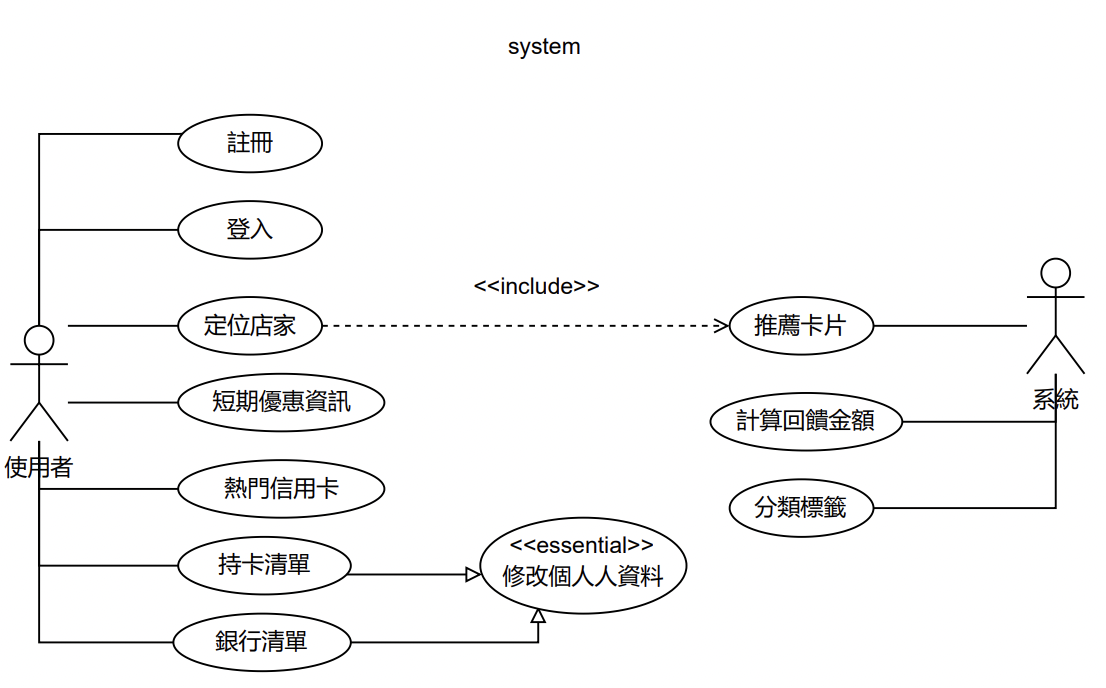 system
註冊
登入
<<include>>
定位店家
推薦卡片
短期優惠資訊
系統
計算回饋金額
使用者
熱門信用卡
分類標籤
<<essential>>
修改個人人資料
持卡清單
銀行清單